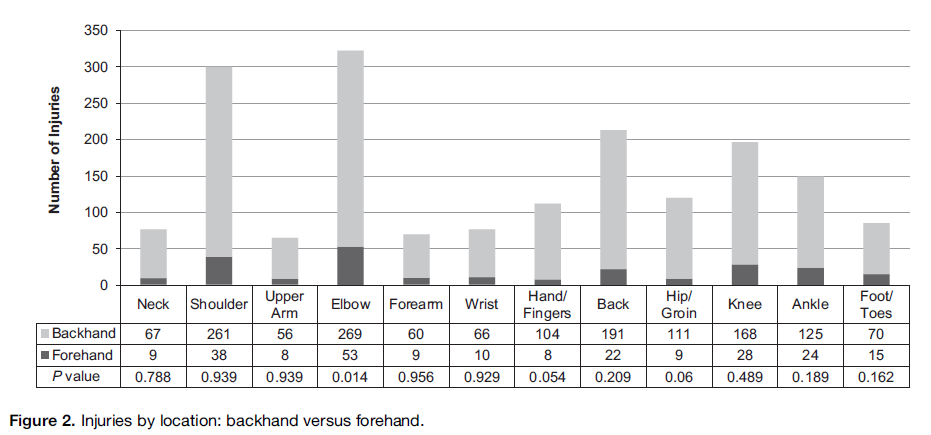 350
300
250
200
150
100
50
0
Number of Injuries
Neck Shoulder Upper Arm Elbow Forearm Wrist Hand/Fingers Back Hip/Groin Knee Ankle Foot/Toes
Backhand 67 261 56 269 60 66 104 191 111 168 125 70
Forehand 9 38 8 53 9 10 8 22 9 28 24 15
P value 0.788 0.939 0.939 0.014 0.956 0.929 0.054 0.209 0.06 0.489 0.189 0.162
Figure 2. Injuries by location: backhand versus forehand.